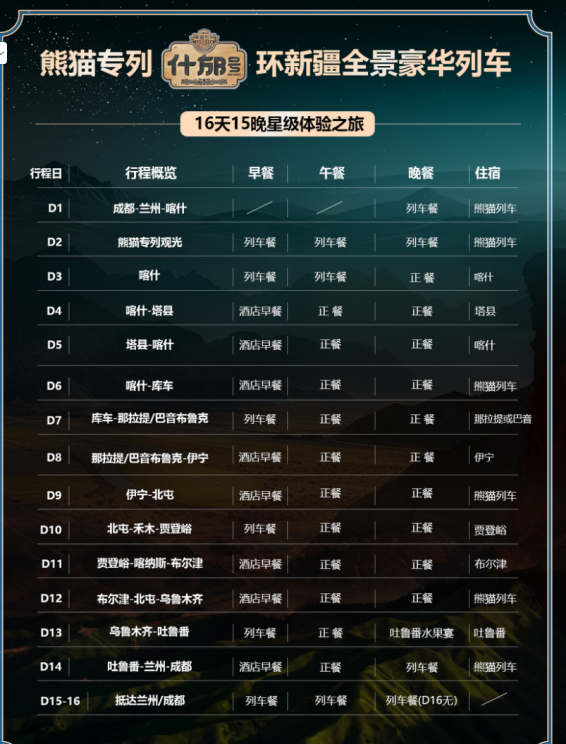 熊猫专列 什邡号 环新疆全景豪华列车
16天15晚星级体验之旅
行程日 行程概览 早餐 午餐 晚餐 住宿
D1 成都-兰州-喀什 ／ ／ 列车餐 熊猫列车
D2 熊猫专列观光 列车餐 列车餐 列车餐 熊猫列车
D3 喀什 列车餐 列车餐 正 餐 喀什
D4 喀什-塔县 酒店早餐 正 餐 正餐 塔县
D5 塔县-喀什 酒店早餐 正餐 正餐 喀什
D6 喀什-库车 酒店早餐 正餐 正餐 熊猫列车
D7 库车-那拉提/巴音布鲁克 列车餐 正餐 正 餐 那拉提或巴音
D8 那拉提/巴音布鲁克-伊宁 酒店早餐 正餐 正 餐 伊宁
D9 伊宁-北屯 酒店早餐 正餐 正餐 熊猫列车
D10 北屯-禾木-贾登峪 列车餐 正餐 正餐 贾登峪
D11 贾登峪-喀纳斯-布尔津 酒店早餐 正餐 正餐 布尔津
D12 布尔津-北屯-乌鲁木齐 酒店早餐 正餐 正餐 熊猫列车
D13 乌鲁木齐-吐鲁番 列车餐 正 餐 吐鲁番水果宴 吐鲁番
D14 吐鲁番-兰州-成都 酒店早餐 正餐 列车餐 熊猫列车
D15-16 抵达兰州/成都 列车餐 列车餐 列车餐(D16无) ／